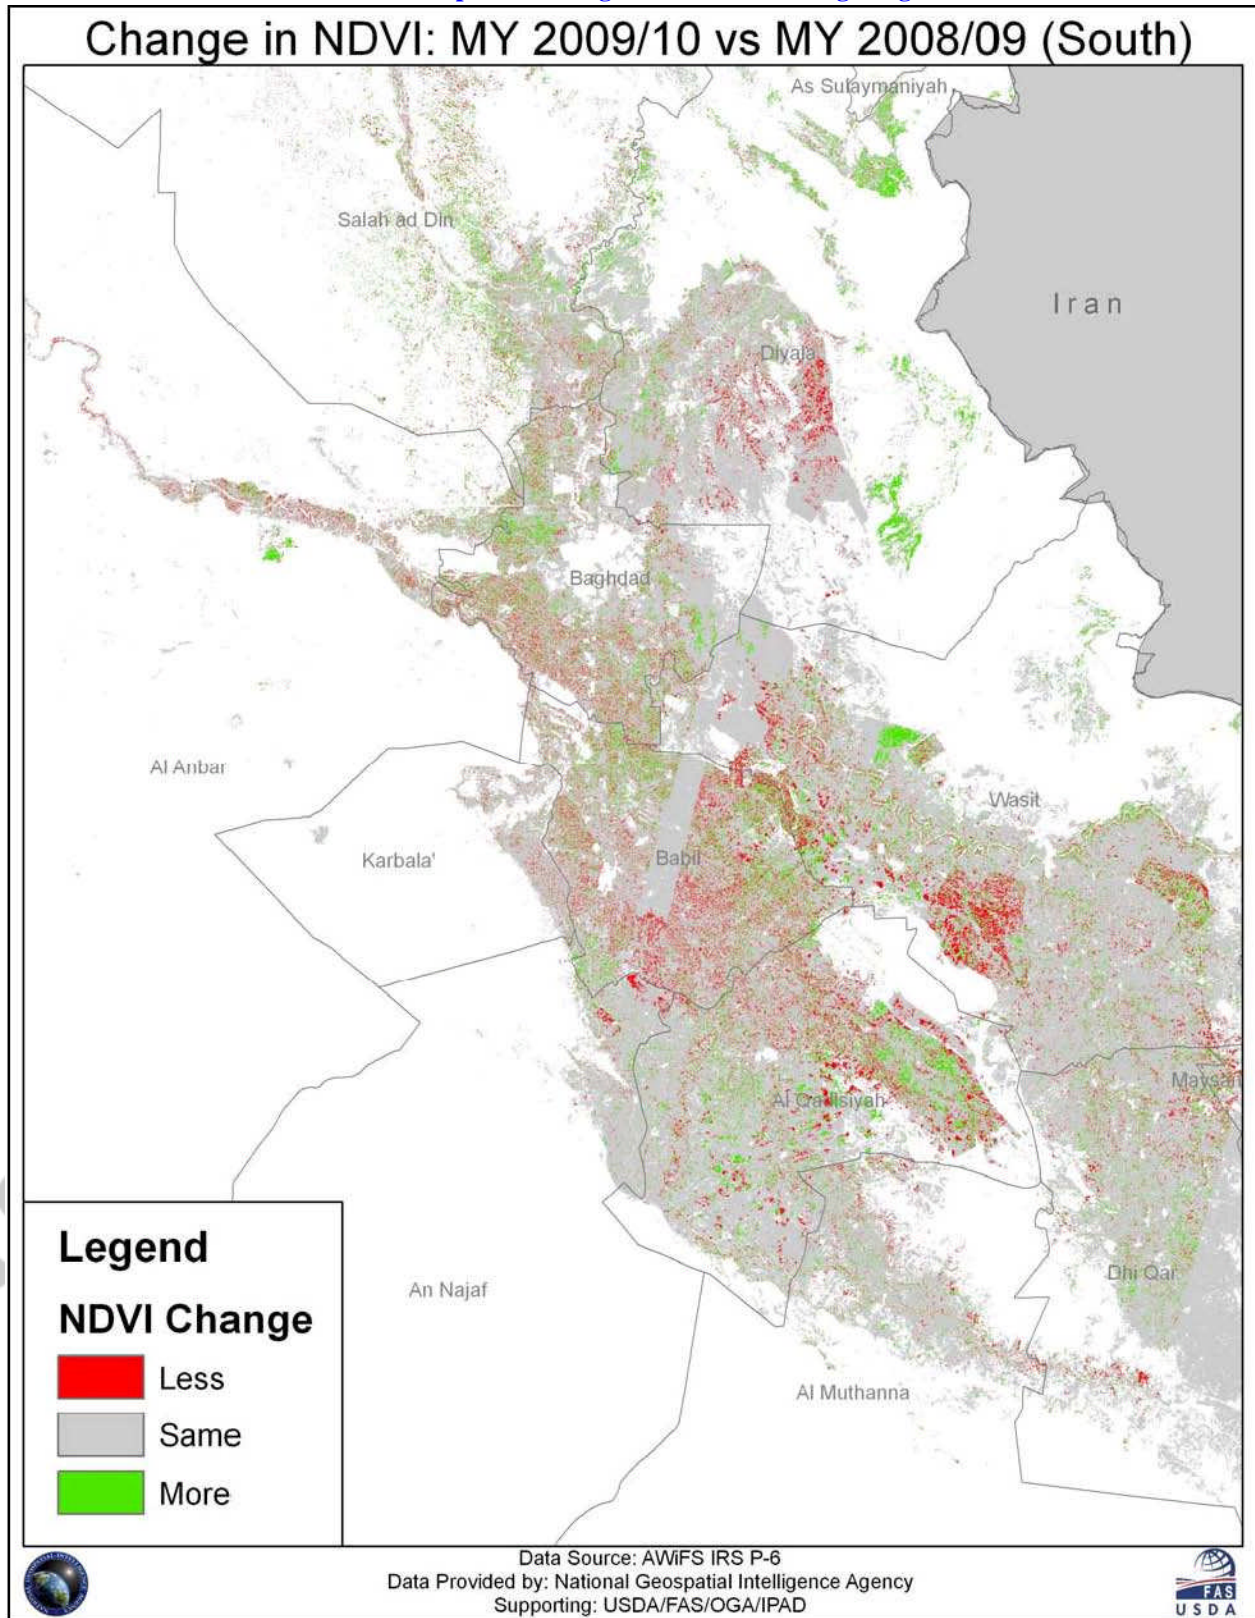 Change in NDVI: MY 2009/10 vs MY 2008/09 (South)
As Sulaymaniyah
Salah ad Din
Iran
Diyala
Baghdad
Al Anbar
Wasit
Karbala'
Babil
Maysan
Al Qadisiyah
Dhi Qar
An Najaf
Al Muthanna
Legend
NDVI Change
Less
Same
More
Data Source: AWiFS IRS P-6
Data Provided by: National Geospatial Intelligence Agency
Supporting: USDA/FAS/OGA/IPAD
FAS
USDA